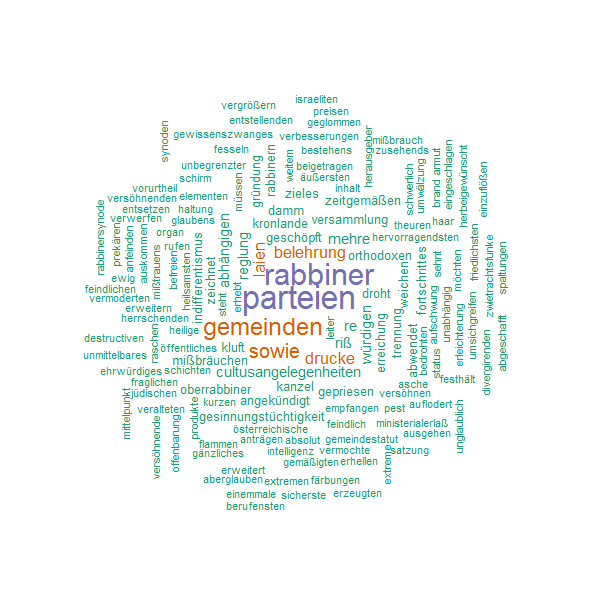 israeliten
vergrößern
preisen
entstellenden
geglommen
gewissenszwanges
verbesserungen
mißbrauch
synoden
fesseln
bestehens
zusehends
herausgeber
unbegrenzter
weitem
beigetragen
rabbinern
gründung
äußersten
schirm
vorurteil
elementen
müssen
zieles
inhalt
zeitgemäßen
schwerlich
umwälzung
brand
armut
eingeschlagen
herbeigewünscht
einzuflößen
versöhnenden
entsetzen
haltung
damm
versammlung
theuren
haar
verwerfen
glaubens
kronlande
hervorragendsten
rabbinersynode
prekären
anfeinden
auskommen
organ
rufen
geschöpft
mehre
orthodoxen
abhängigen
reglung
laien
belehrung
rabbiner
parteien
gemeinden
sowie
drucke
mißtrauens
befreien
heilsamsten
indifferentismus
zeichnet
steht
erhebt
droht
weichen
fortschrittes
sehnt
aufschwung
möchten
friedlichsten
zwietrachtsfunke
spaltungen
ewig
feindlichen
vermoderten
erweitern
herrschenden
raschen
heilige
destructiven
öffentliches
kluft
leiter
re
riß
würdigen
erreichung
trennung
abwendet
bedrohten
status
unabhängig
erleichterung
umsichgreifen
divergirenden
abgeschafft
unmittelbares
mißbräuchen
ehrwürdiges
schichten
cultusangelegenheiten
asche
festhält
fraglichen
jüdischen
oberrabbiner
kanzel
gepriesen
versöhnen
mittelpunkt
veralteten
produkte
kurzen
angekündigt
empfangen
pest
auflodert
versöhnende
offenbarung
gesinnungstüchtigkeit
feindlich
ministerialerlaß
unglaublich
österreichische
flammen
anträgen
absolut
gemeindestatut
ausgehen
gänzliches
intelligenz
vermochte
satzung
gemäßigten
erhellen
extreme
erweitert
aberglauben
extremen
färbungen
einemmale
sicherste
erzeugten
berufensten